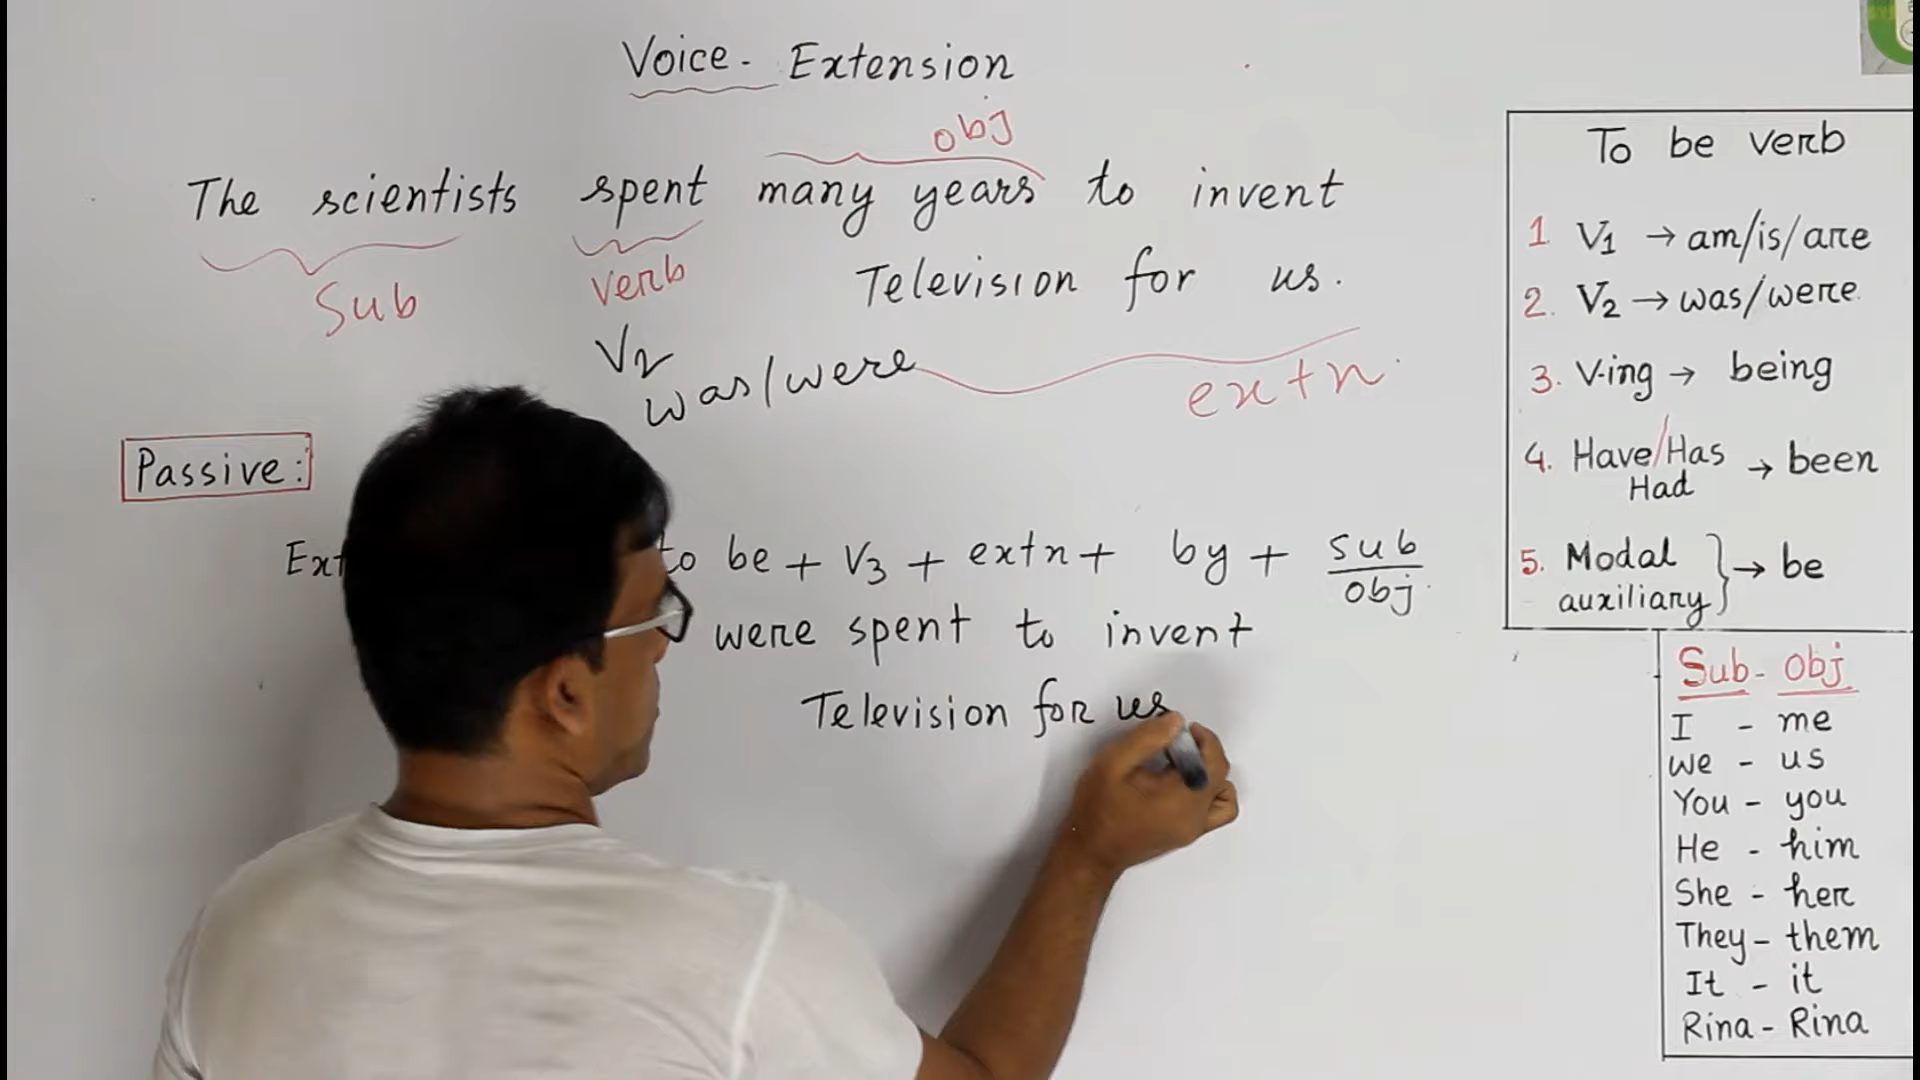 Voice - Extension
obj
The scientists spent many years to invent
Television for us.
Sub
verb
V2
was/were
extn
Passive:
Ext to be + V3 + extn + by + sub/obj
were spent to invent
Television for us
To be verb
1. V1 → am/is/are
2. V2 → was/were
3. V-ing → being
4. Have/Has Had → been
5. Modal auxiliary } → be
Sub - Obj
I - me
we - us
You - you
He - him
She - her
They - them
It - it
Rina - Rina